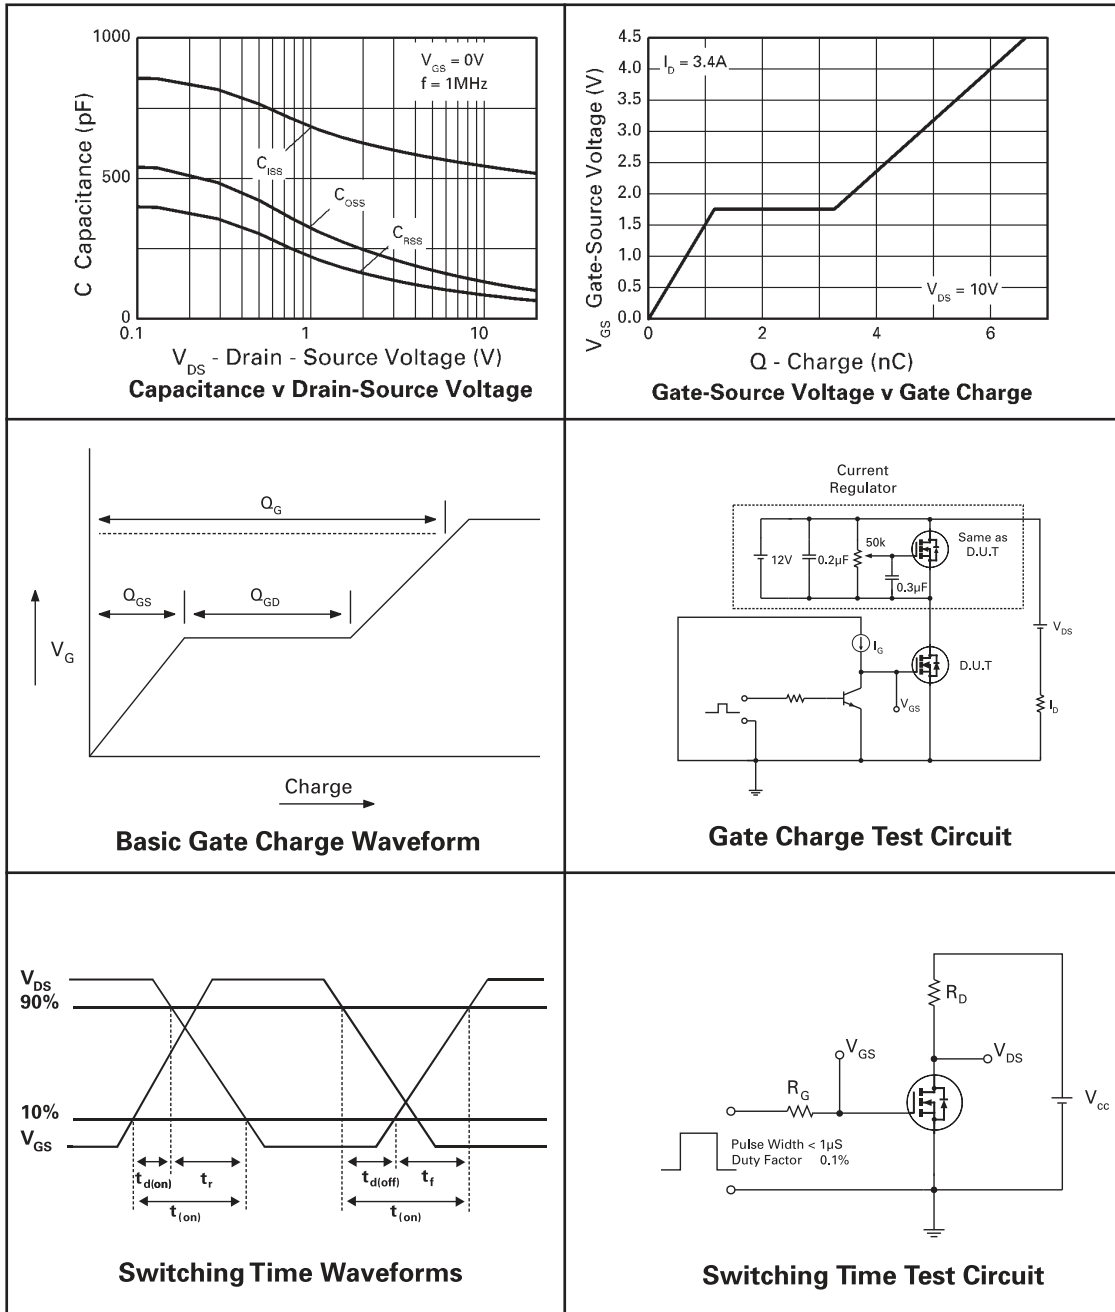 1000
500
0
0.1
1
10
C Capacitance (pF)
V_GS = 0V
f = 1MHz
C_ISS
C_OSS
C_RSS
V_DS - Drain - Source Voltage (V)
Capacitance v Drain-Source Voltage
4.5
4.0
3.5
3.0
2.5
2.0
1.5
1.0
0.5
0.0
0
2
4
6
V_GS Gate-Source Voltage (V)
I_D = 3.4A
V_DS = 10V
Q - Charge (nC)
Gate-Source Voltage v Gate Charge
Q_G
Q_GS
Q_GD
V_G
Charge
Basic Gate Charge Waveform
Current
Regulator
12V
0.2µF
50k
0.3µF
Same as
D.U.T
I_G
V_DS
D.U.T
V_GS
I_D
Gate Charge Test Circuit
V_DS
90%
10%
V_GS
t_d(on)
t_r
t_d(off)
t_f
t_(on)
t_(on)
Switching Time Waveforms
R_D
V_GS
V_DS
R_G
V_cc
Pulse Width < 1µS
Duty Factor 0.1%
Switching Time Test Circuit